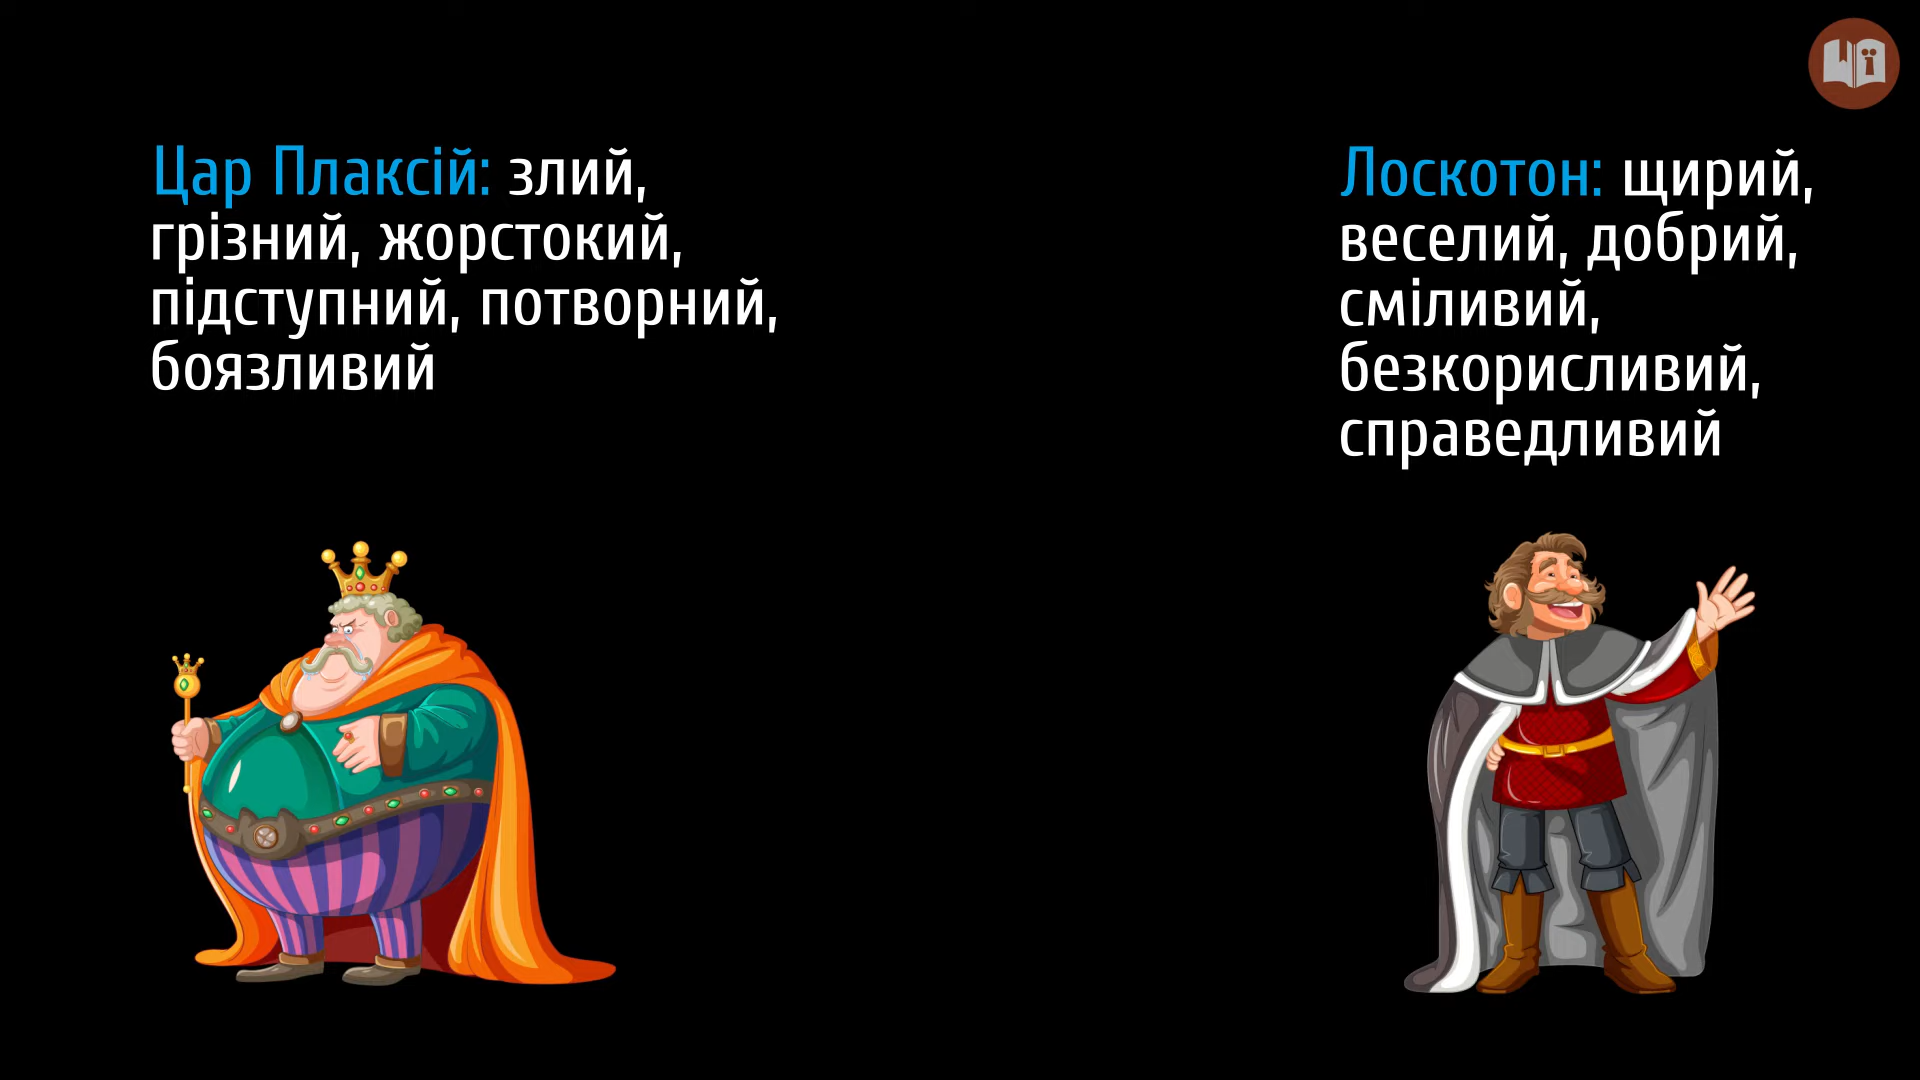 Цар Плаксій: злий,
грізний, жорстокий,
підступний, потворний,
боязливий
Лоскотон: щирий,
веселий, добрий,
сміливий,
безкорисливий,
справедливий